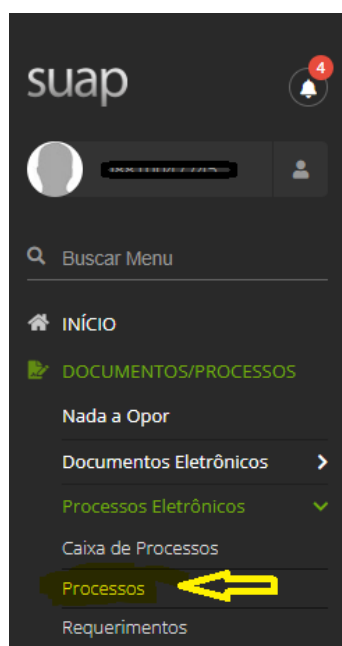 suap
4
Buscar Menu
INÍCIO
DOCUMENTOS/PROCESSOS
Nada a Opor
Documentos Eletrônicos
Processos Eletrônicos
Caixa de Processos
Processos
Requerimentos